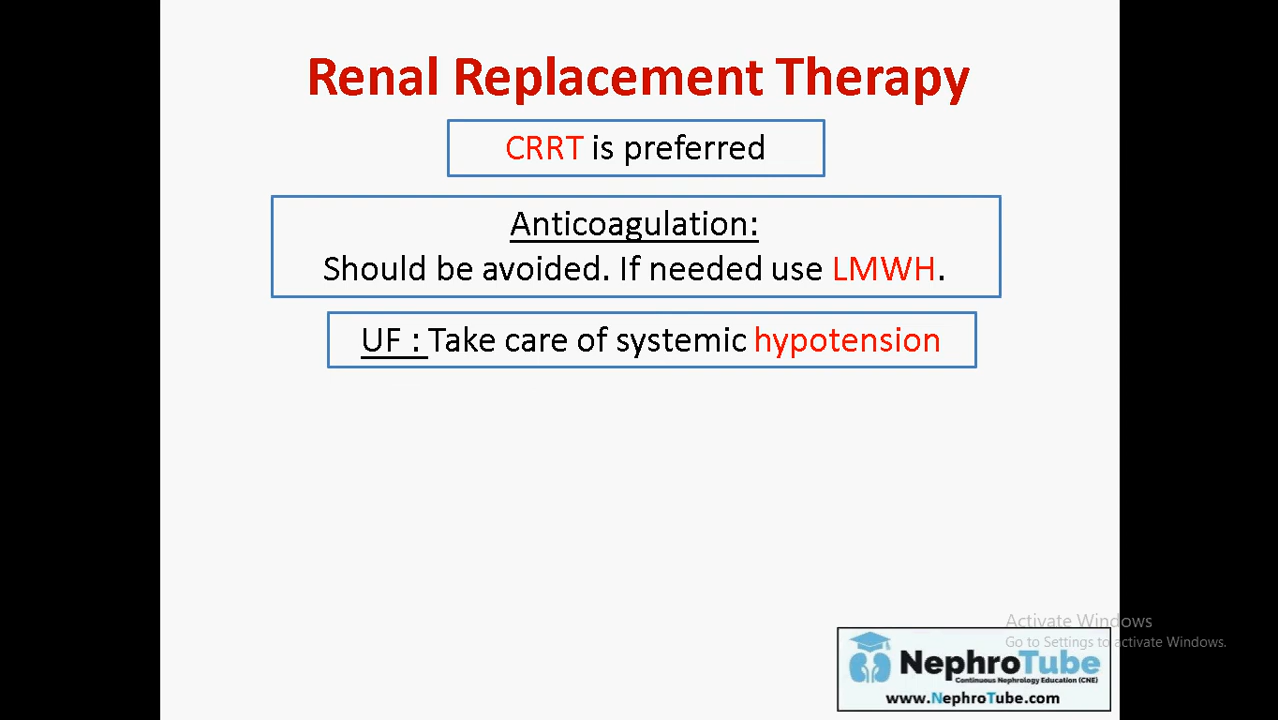 Renal Replacement Therapy
CRRT is preferred
Anticoagulation:
Should be avoided. If needed use LMWH.
UF : Take care of systemic hypotension
Activate Windows
Go to Settings to activate Windows.
NephroTube
Continuous Nephrology Education (CNE)
www.NephroTube.com